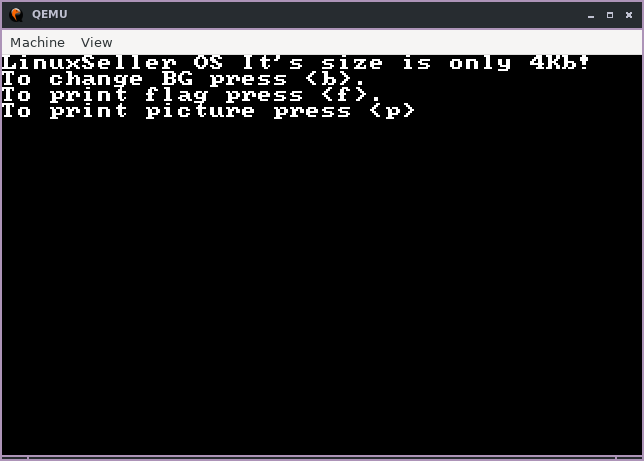 QEMU
Machine View
LinuxSeller OS It's size is only 4Kb!
To change BG press <b>.
To print flag press <f>.
To print picture press <p>